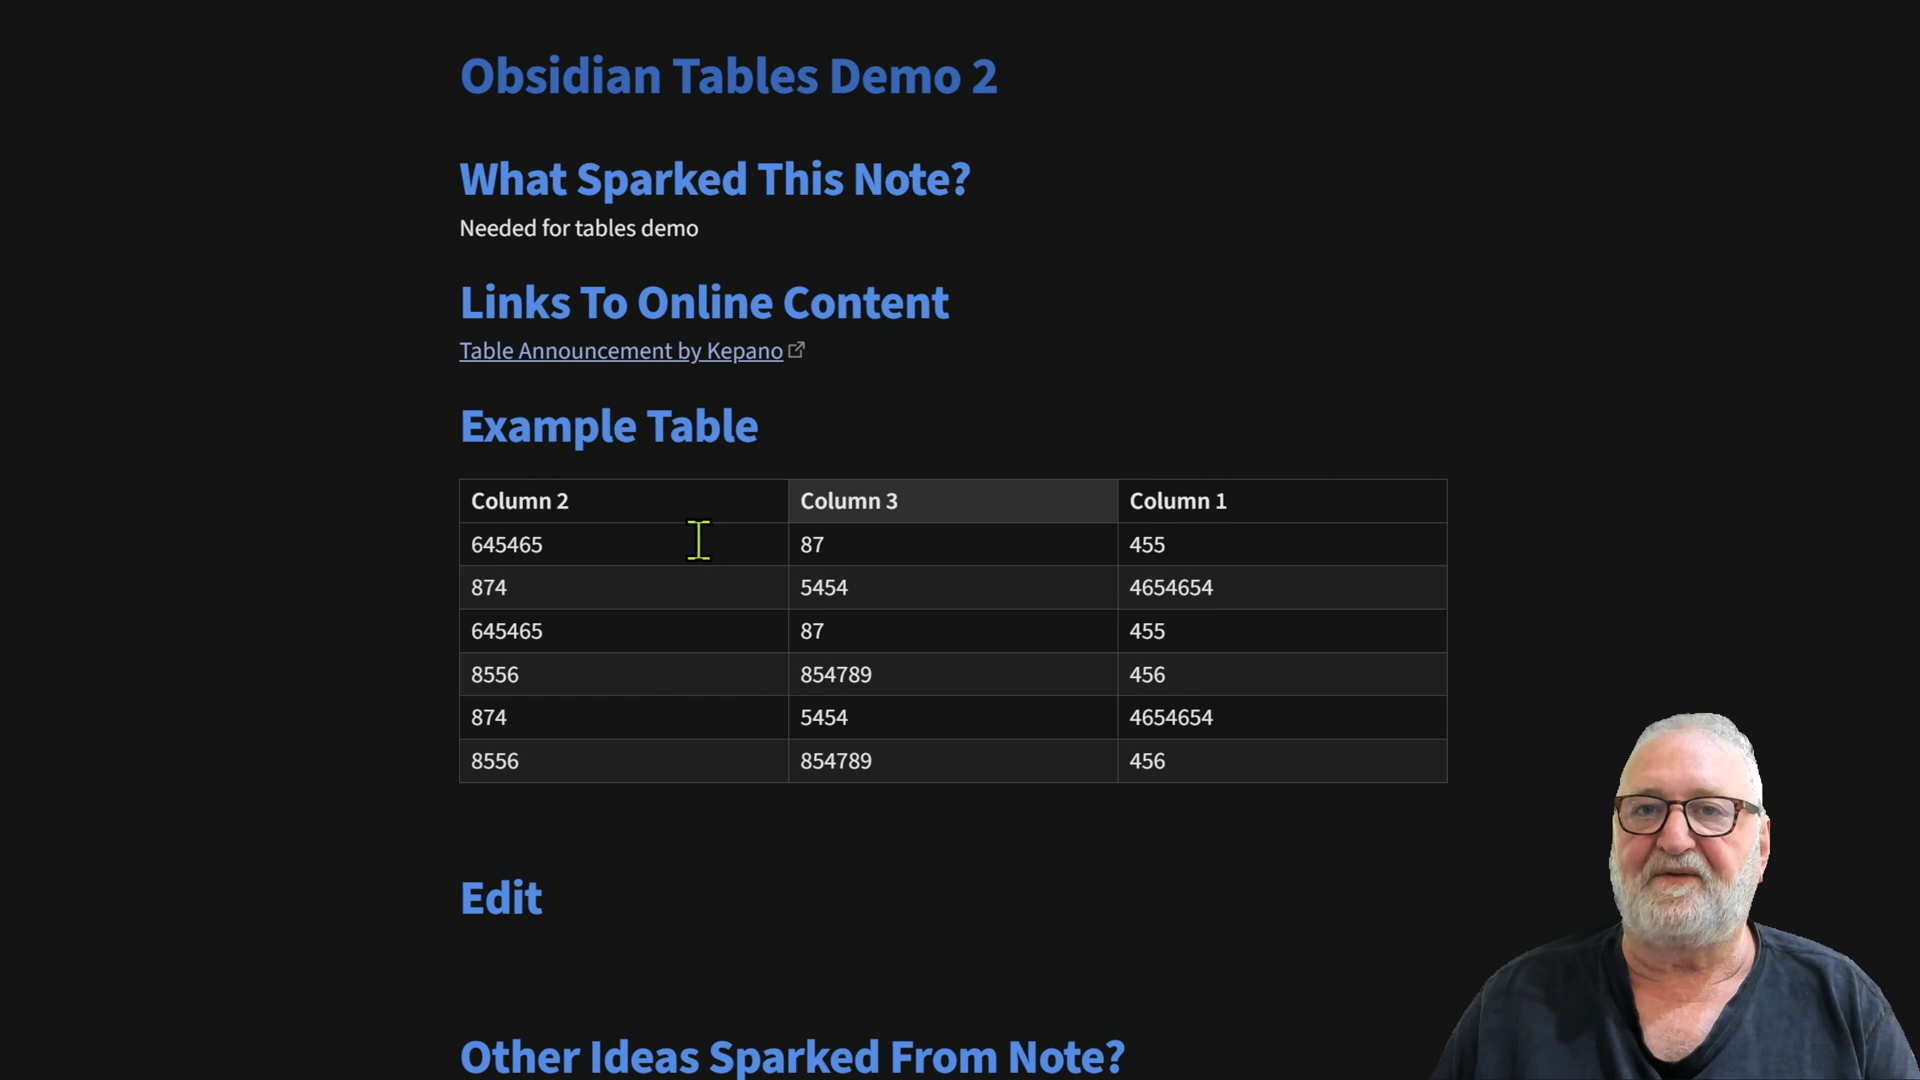 Obsidian Tables Demo 2
What Sparked This Note?
Needed for tables demo
Links To Online Content
Table Announcement by Kepano
Example Table
Column 2 Column 3 Column 1
645465 87 455
874 5454 4654654
645465 87 455
8556 854789 456
874 5454 4654654
8556 854789 456
Edit
Other Ideas Sparked From Note?